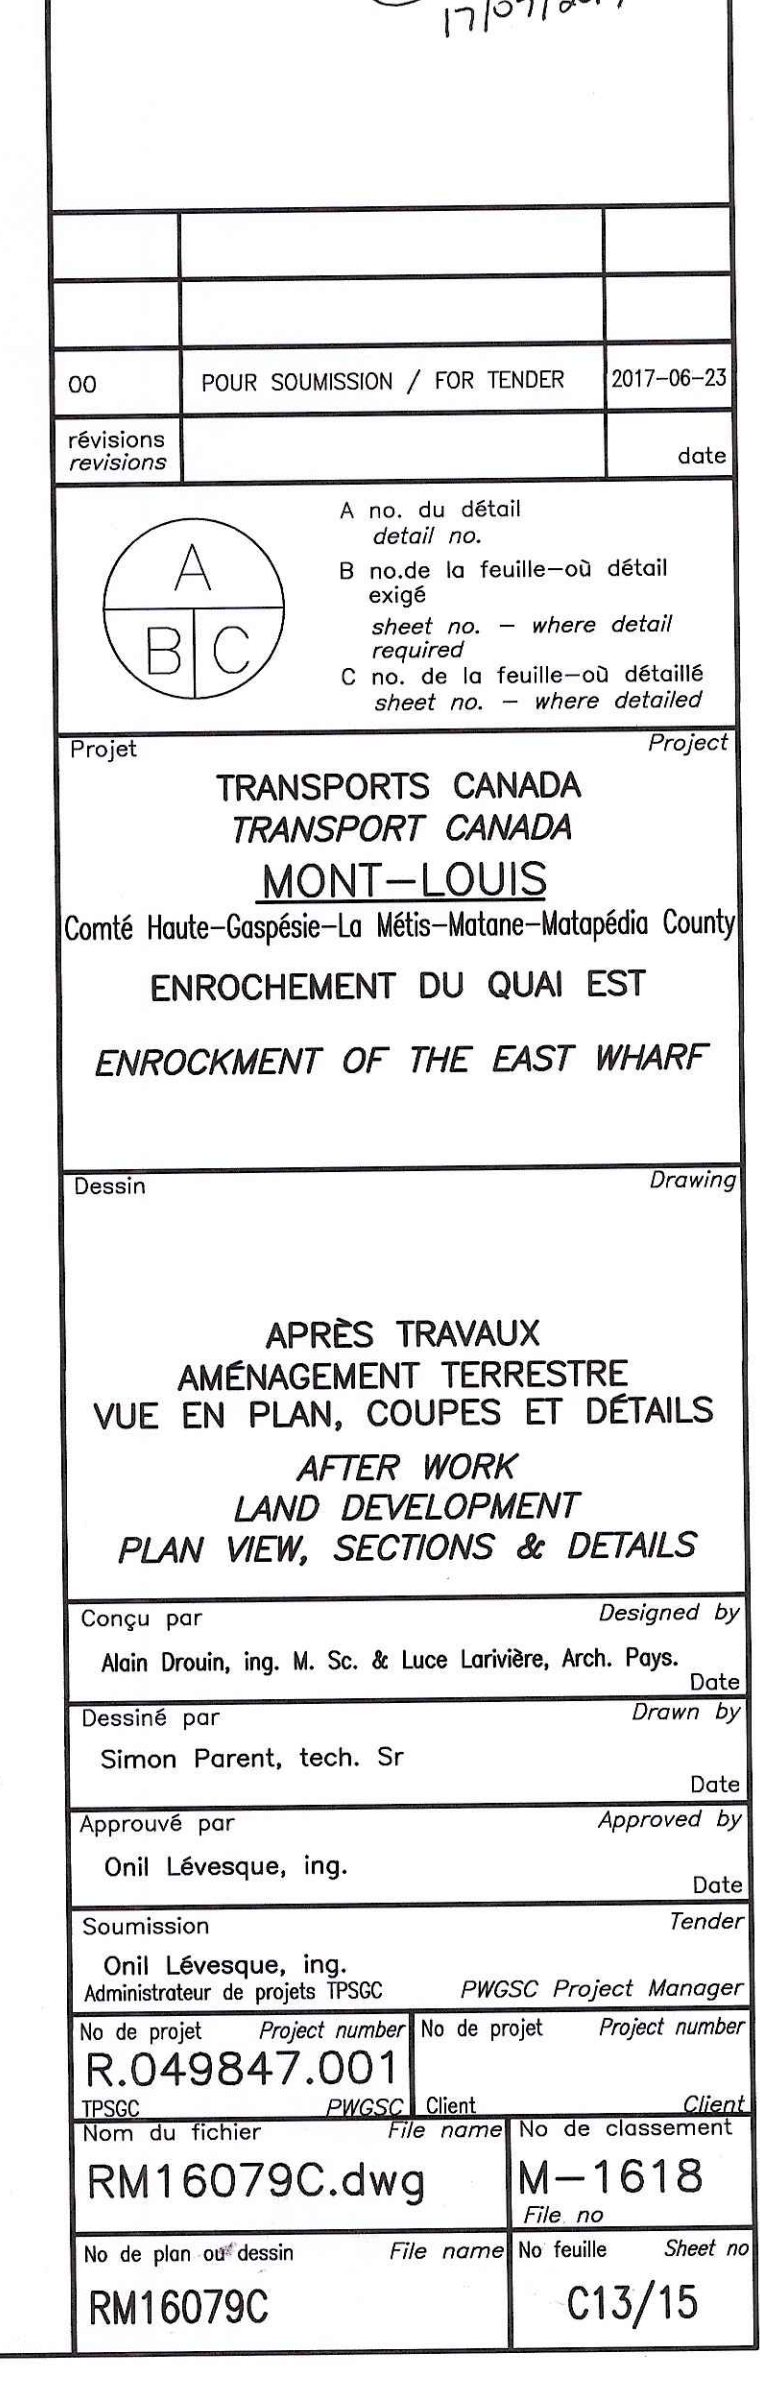 00 POUR SOUMISSION / FOR TENDER 2017-06-23
révisions
revisions
date
A
B C
A no. du détail
detail no.
B no.de la feuille-où détail
exigé
sheet no. - where detail
required
C no. de la feuille-où détaillé
sheet no. - where detailed
Projet Project
TRANSPORTS CANADA
TRANSPORT CANADA
MONT-LOUIS
Comté Haute-Gaspésie-La Métis-Matane-Matapédia County
ENROCHEMENT DU QUAI EST
ENROCKMENT OF THE EAST WHARF
Dessin Drawing
APRÈS TRAVAUX
AMÉNAGEMENT TERRESTRE
VUE EN PLAN, COUPES ET DÉTAILS
AFTER WORK
LAND DEVELOPMENT
PLAN VIEW, SECTIONS & DETAILS
Conçu par Designed by
Alain Drouin, ing. M. Sc. & Luce Larivière, Arch. Pays.
Date
Dessiné par Drawn by
Simon Parent, tech. Sr
Date
Approuvé par Approved by
Onil Lévesque, ing.
Date
Soumission Tender
Onil Lévesque, ing.
Administrateur de projets TPSGC PWGSC Project Manager
No de projet Project number No de projet Project number
R.049847.001
TPSGC PWGSC Client Client
Nom du fichier File name No de classement
RM16079C.dwg M-1618
File no
No de plan ou dessin File name No feuille Sheet no
RM16079C C13/15